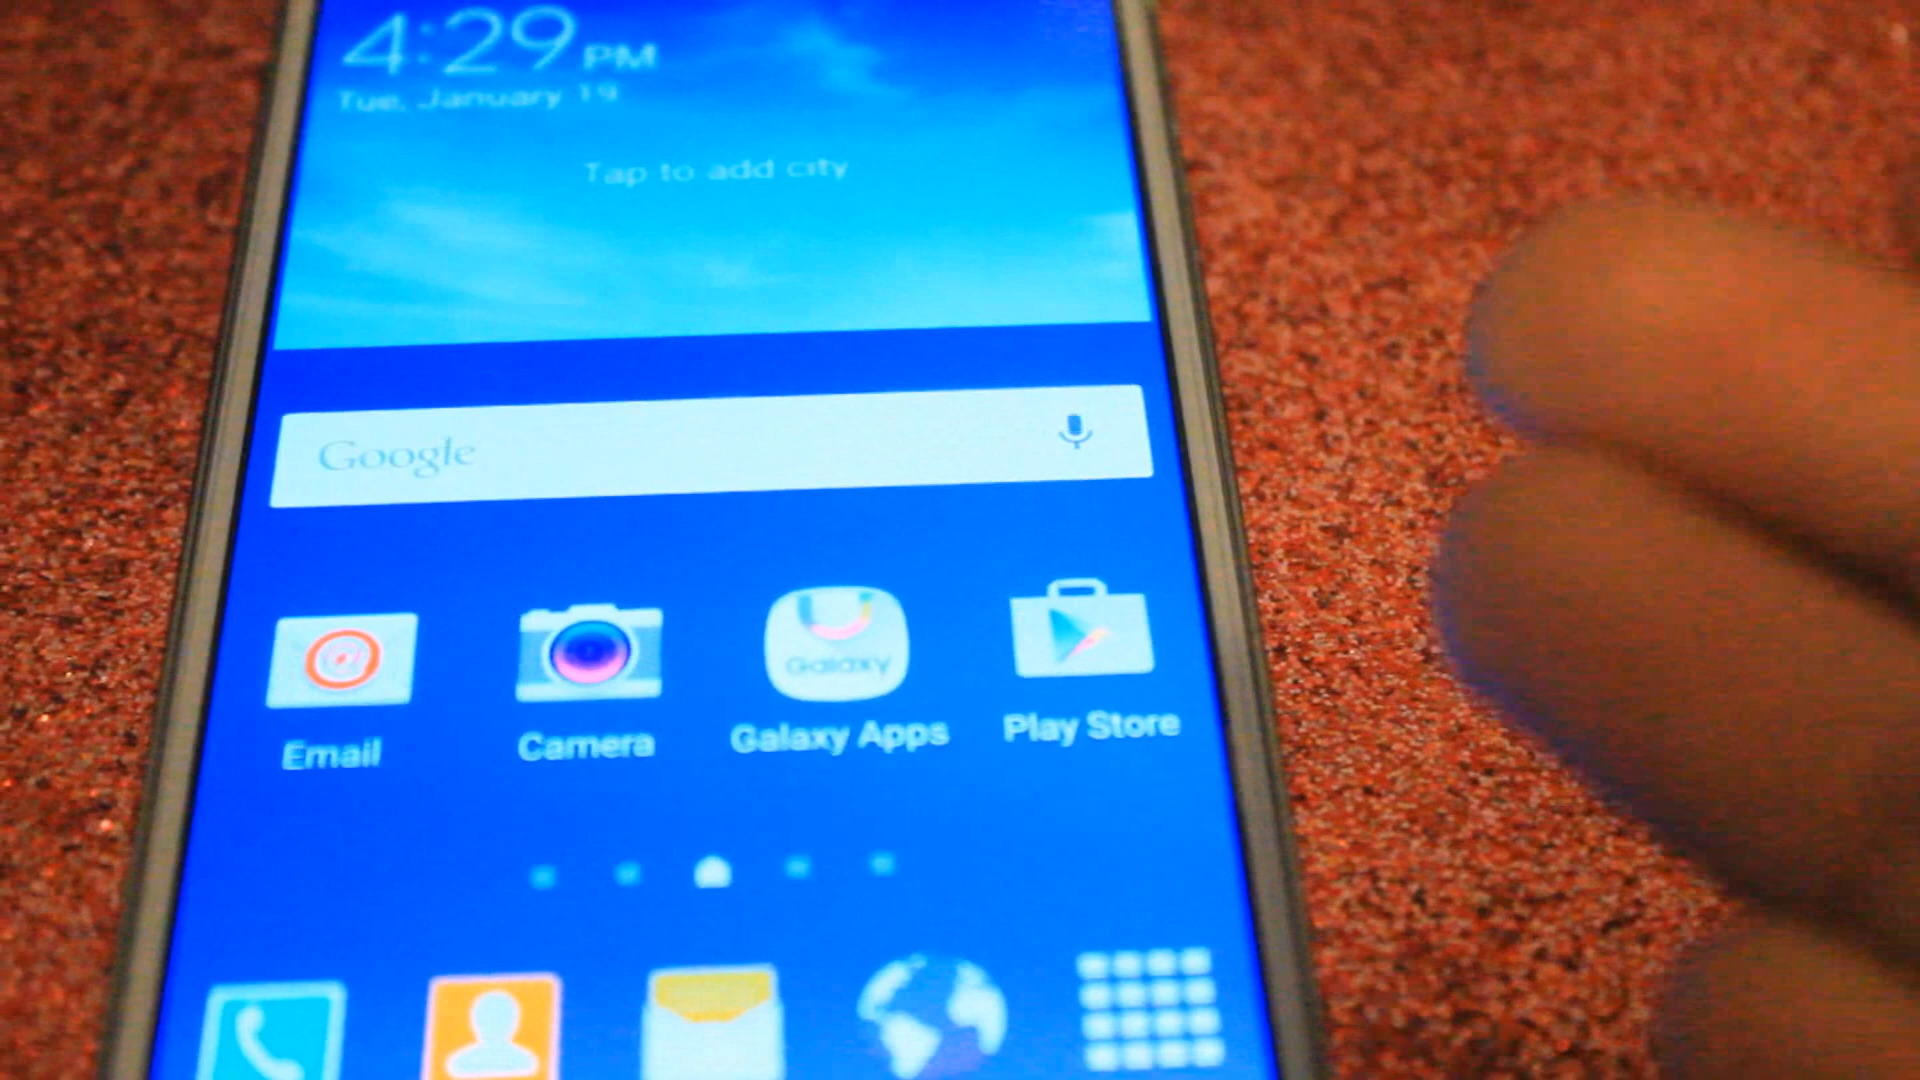 4:29 PM
Tue, January 19
Tap to add city
Google
Galaxy
Email
Camera
Galaxy Apps
Play Store